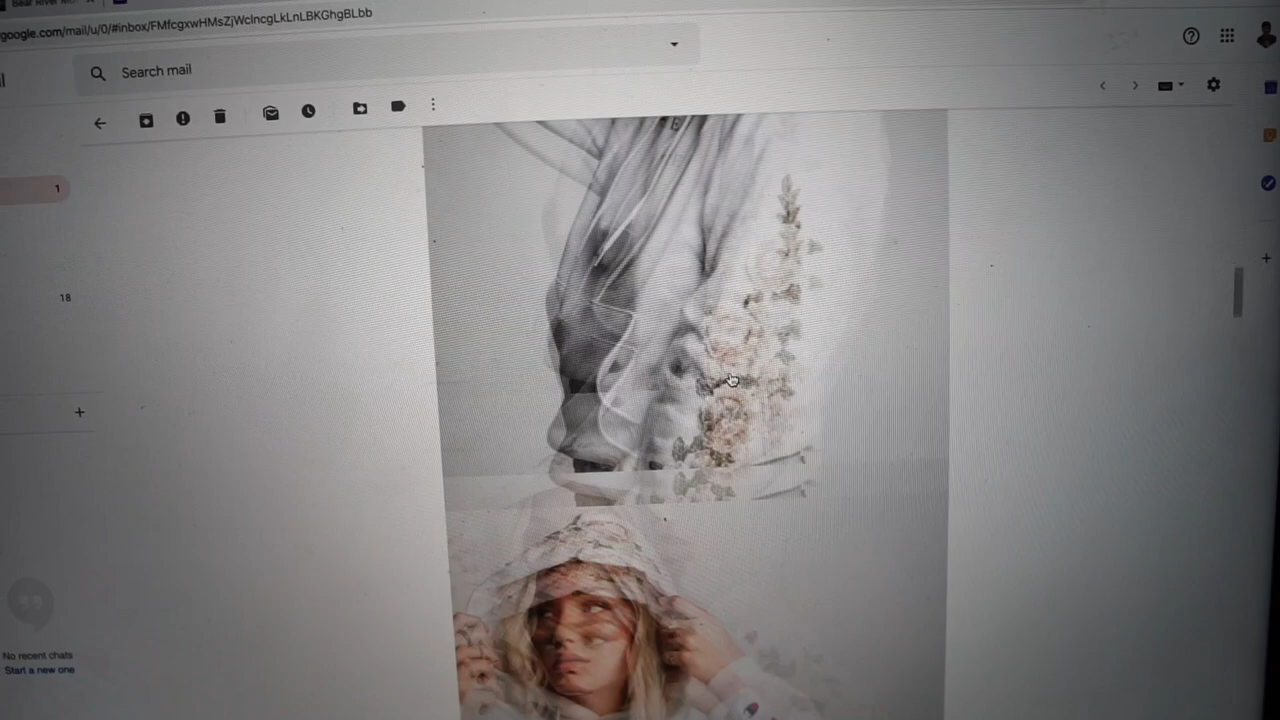 google.com/mail/u/0/#inbox/FMfcgxwHMsZjWclncgLkLnLBKGhgBLbb
Search mail
1
18
No recent chats
Start a new one